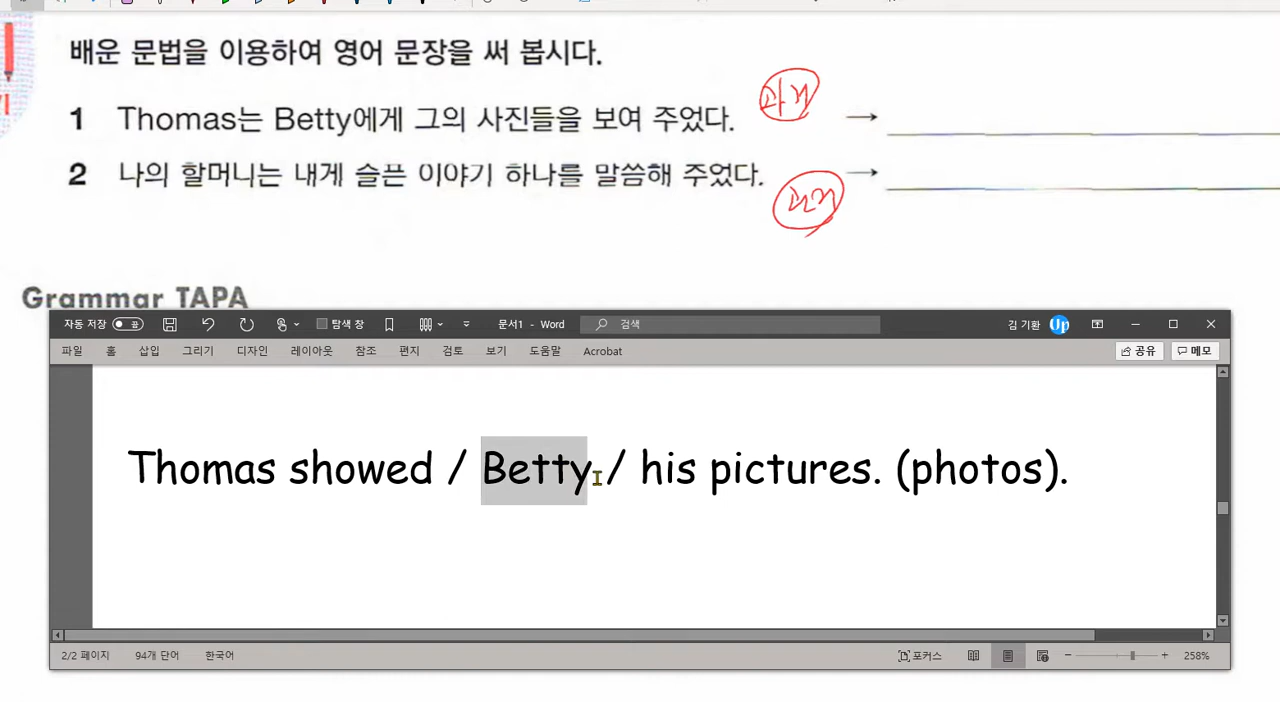 배운 문법을 이용하여 영어 문장을 써 봅시다.
1 Thomas는 Betty에게 그의 사진들을 보여 주었다. 과거 →
2 나의 할머니는 내게 슬픈 이야기 하나를 말씀해 주었다. 과거 →
Grammar TAPA
자동 저장 끔 탐색 창 문서1 - Word 검색 김 기환 Up
파일 홈 삽입 그리기 디자인 레이아웃 참조 편지 검토 보기 도움말 Acrobat 공유 메모
Thomas showed / Betty / his pictures. (photos).
2/2 페이지 94개 단어 한국어 포커스 258%